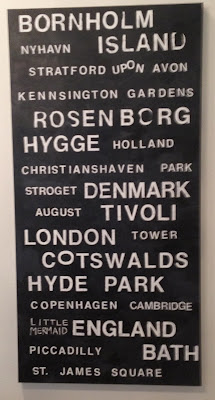 BORNHOLM
NYHAVN ISLAND
STRATFORD UPON AVON
KENNSINGTON GARDENS
ROSENBORG
HYGGE HOLLAND
CHRISTIANSHAVEN PARK
STROGET DENMARK
AUGUST TIVOLI
LONDON TOWER
COTSWALDS
HYDE PARK
COPENHAGEN CAMBRIDGE
LITTLE MERMAID ENGLAND
PICCADILLY BATH
ST. JAMES SQUARE